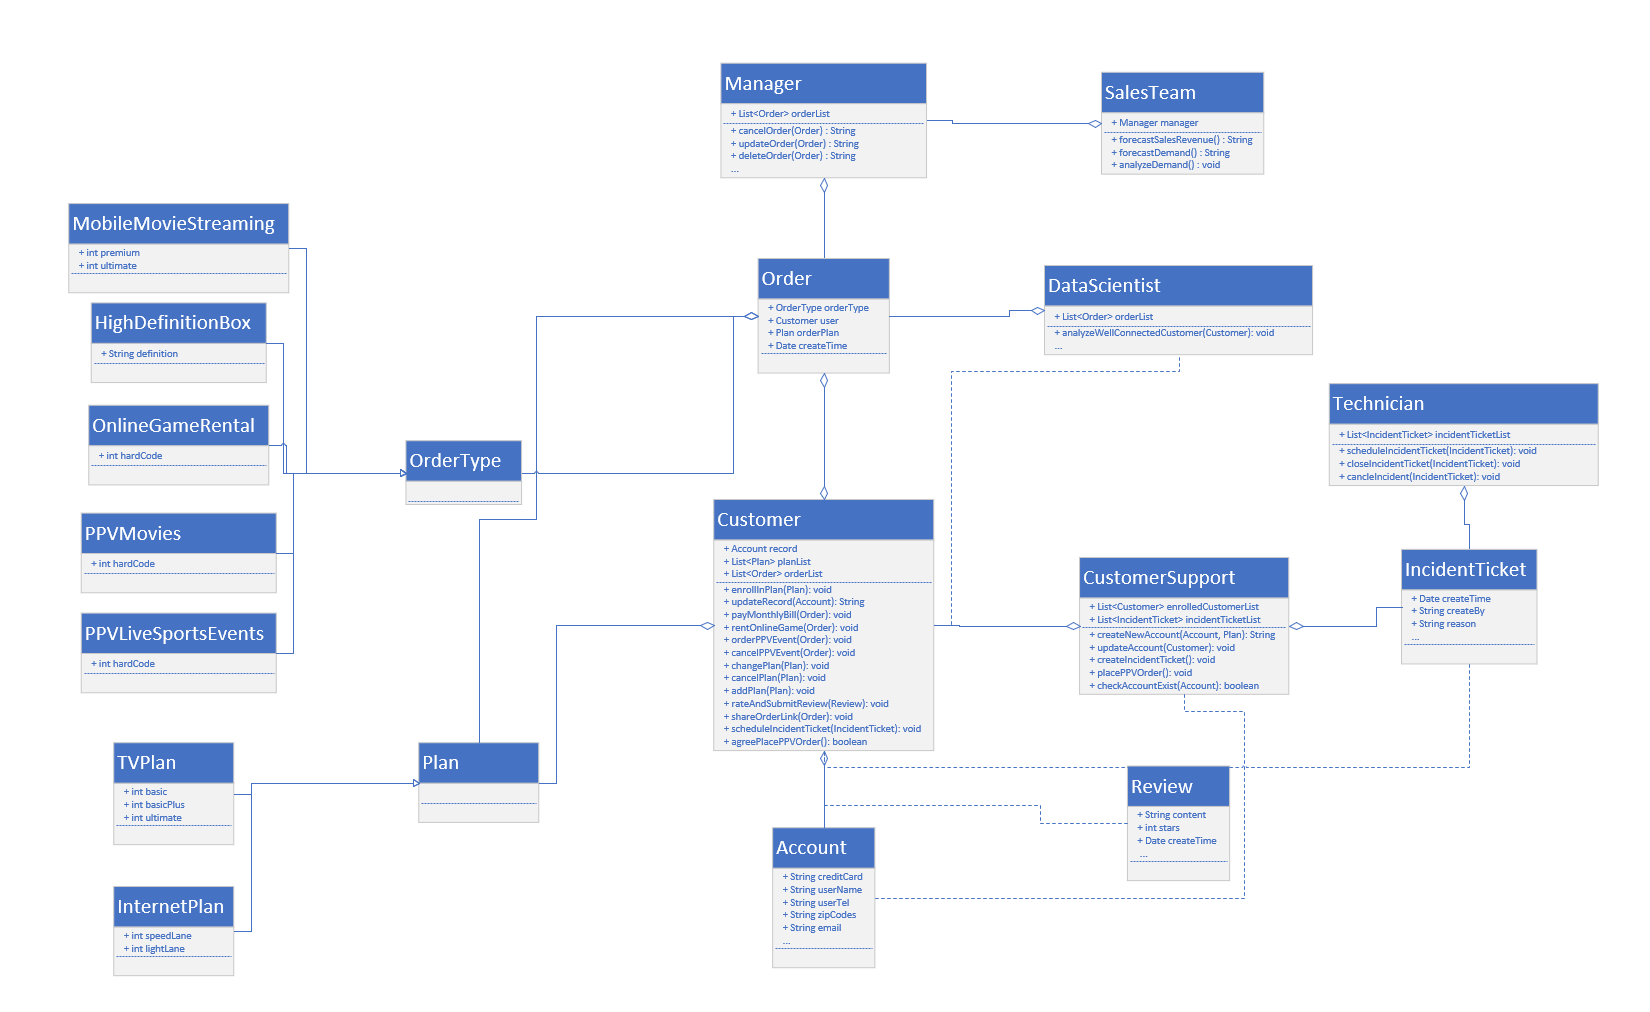 Manager
+ List<Order> orderList
+ cancelOrder(Order) : String
+ updateOrder(Order) : String
+ deleteOrder(Order) : String
...
SalesTeam
+ Manager manager
+ forecastSalesRevenue() : String
+ forecastDemand() : String
+ analyzeDemand() : void
MobileMovieStreaming
+ int premium
+ int ultimate
HighDefinitionBox
+ String definition
OnlineGameRental
+ int hardCode
PPVMovies
+ int hardCode
PPVLiveSportsEvents
+ int hardCode
OrderType
Order
+ OrderType orderType
+ Customer user
+ Plan orderPlan
+ Date createTime
DataScientist
+ List<Order> orderList
+ analyzeWellConnectedCustomer(Customer): void
...
Technician
+ List<IncidentTicket> incidentTicketList
+ scheduleIncidentTicket(IncidentTicket): void
+ closeIncidentTicket(IncidentTicket): void
+ cancleIncident(IncidentTicket): void
Customer
+ Account record
+ List<Plan> planList
+ List<Order> orderList
+ enrollInPlan(Plan): void
+ updateRecord(Account): String
+ payMonthlyBill(Order): void
+ rentOnlineGame(Order): void
+ orderPPVEvent(Order): void
+ cancelPPVEvent(Order): void
+ changePlan(Plan): void
+ cancelPlan(Plan): void
+ addPlan(Plan): void
+ rateAndSubmitReview(Review): void
+ shareOrderLink(Order): void
+ scheduleIncidentTicket(IncidentTicket): void
+ agreePlacePPVOrder(): boolean
CustomerSupport
+ List<Customer> enrolledCustomerList
+ List<IncidentTicket> incidentTicketList
+ createNewAccount(Account, Plan): String
+ updateAccount(Customer): void
+ createIncidentTicket(): void
+ placePPVOrder(): void
+ checkAccountExist(Account): boolean
IncidentTicket
+ Date createTime
+ String createBy
+ String reason
...
TVPlan
+ int basic
+ int basicPlus
+ int ultimate
Plan
InternetPlan
+ int speedLane
+ int lightLane
Review
+ String content
+ int stars
+ Date createTime
...
Account
+ String creditCard
+ String userName
+ String userTel
+ String zipCodes
+ String email
...